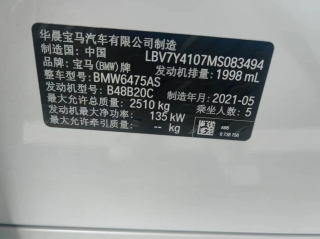 华晨宝马汽车有限公司制造
制造国: 中国 LBV7Y4107MS083494
品牌: 宝马(BMW)牌 发动机排量: 1998 mL
整车型号: BMW6475AS
发动机型号: B48B20C 制造年月: 2021-05
最大允许总质量: 2510 kg 乘坐人数: 5
发动机最大净功率: 135 kW
最大允许牵引质量: -- kg